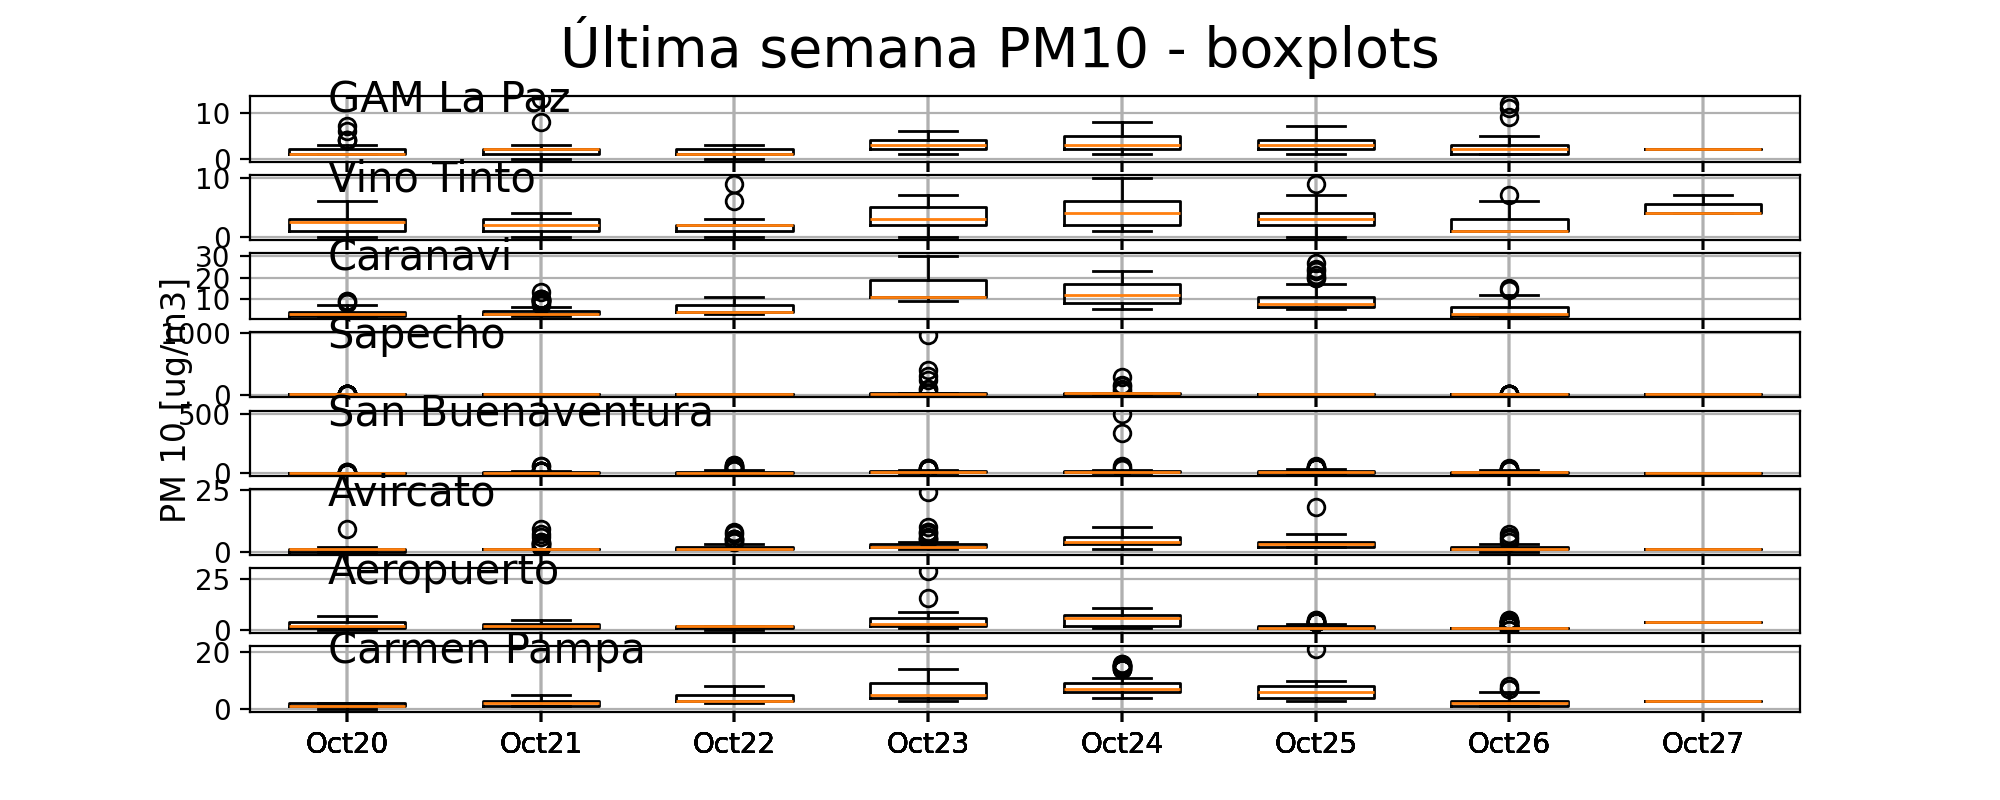 Última semana PM10 - boxplots
GAM La Paz
10
0
Vino Tinto
10
0
Caranavi
30
20
10
PM 10 [ug/m3]
Sapecho
1000
0
San Buenaventura
500
0
Avircato
25
0
Aeropuerto
25
0
Carmen Pampa
20
0
Oct20 Oct21 Oct22 Oct23 Oct24 Oct25 Oct26 Oct27